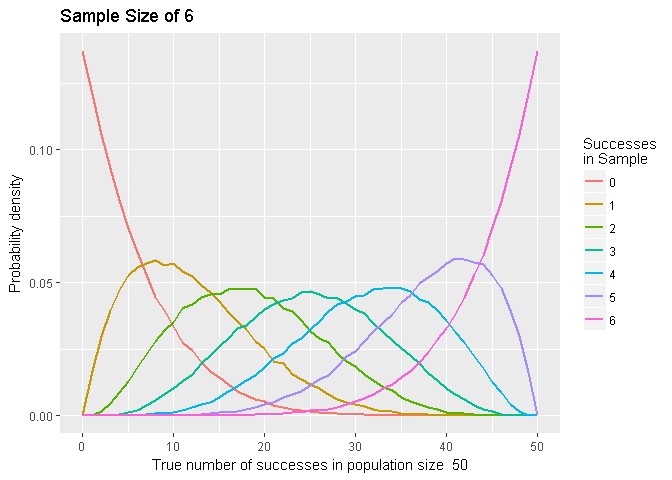 Sample Size of 6
0.10
0.05
0.00
Probability density
0 10 20 30 40 50
True number of successes in population size 50
Successes
in Sample
0
1
2
3
4
5
6